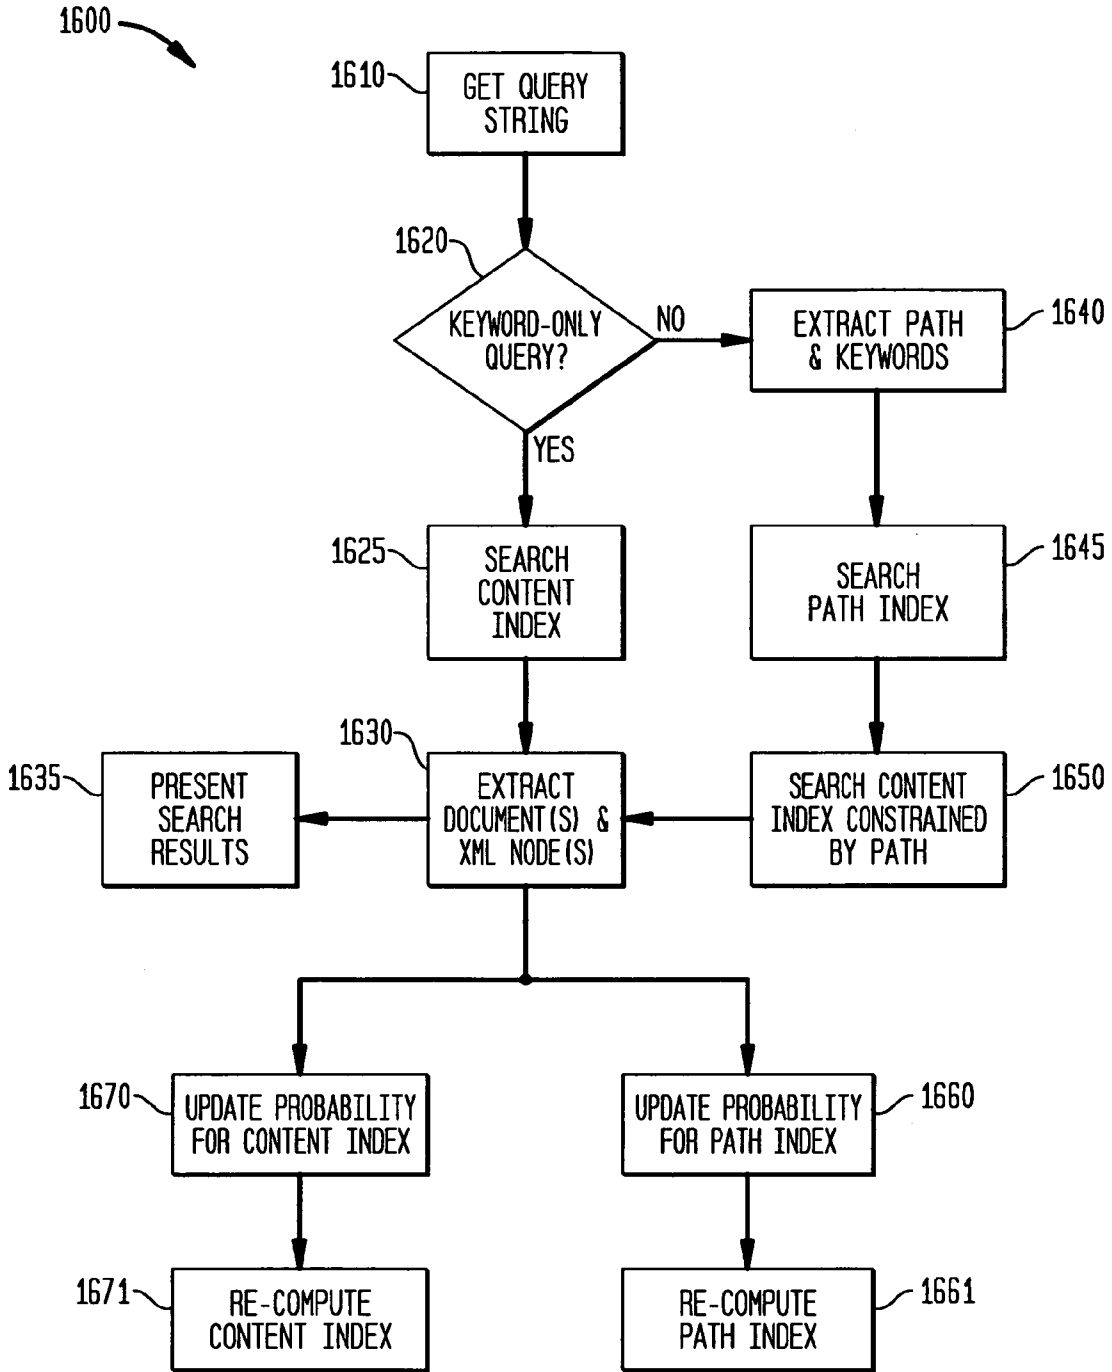 1600
1610
GET QUERY
STRING
1620
KEYWORD-ONLY
QUERY?
NO
YES
1640
EXTRACT PATH
& KEYWORDS
1625
SEARCH
CONTENT
INDEX
1645
SEARCH
PATH INDEX
1635
PRESENT
SEARCH
RESULTS
1630
EXTRACT
DOCUMENT(S) &
XML NODE(S)
1650
SEARCH CONTENT
INDEX CONSTRAINED
BY PATH
1670
UPDATE PROBABILITY
FOR CONTENT INDEX
1660
UPDATE PROBABILITY
FOR PATH INDEX
1671
RE-COMPUTE
CONTENT INDEX
1661
RE-COMPUTE
PATH INDEX